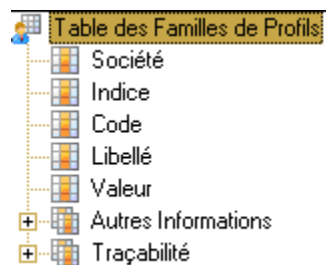 Table des Familles de Profils
Société
Indice
Code
Libellé
Valeur
Autres Informations
Traçabilité